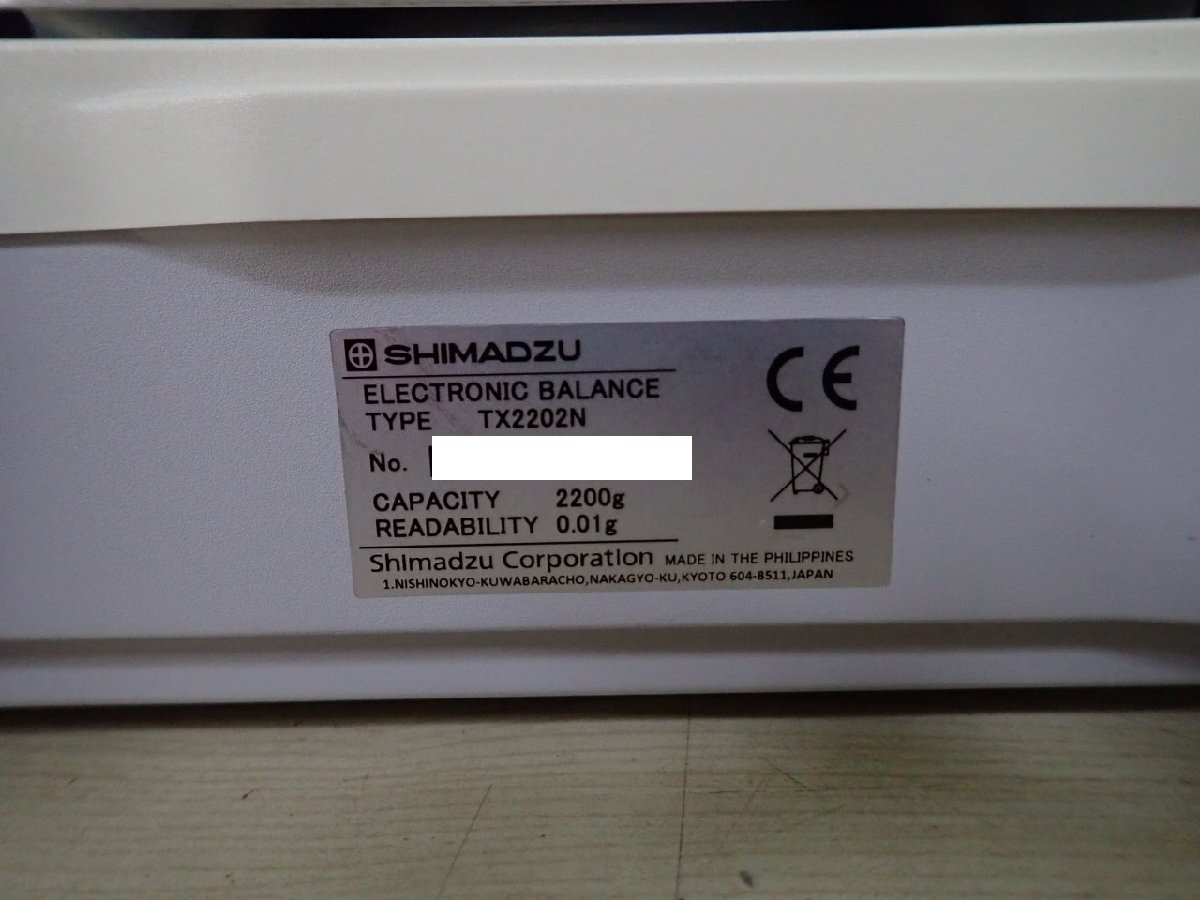 SHIMADZU
ELECTRONIC BALANCE
TYPE TX2202N
No.
CAPACITY 2200g
READABILITY 0.01g
Shimadzu Corporation MADE IN THE PHILIPPINES
1.NISHINOKYO-KUWABARACHO,NAKAGYO-KU,KYOTO 604-8511,JAPAN
CE